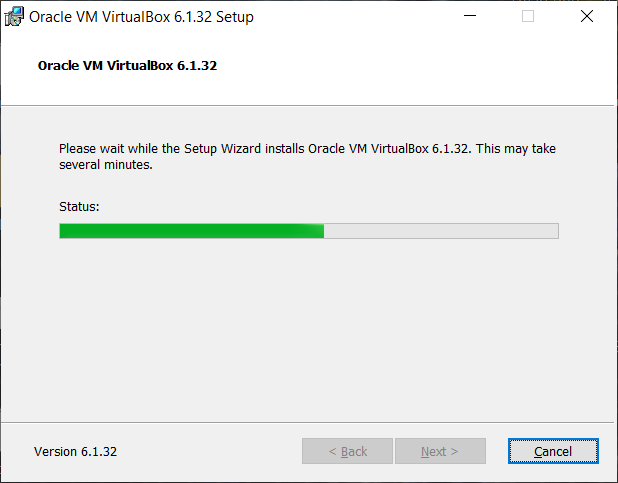 Oracle VM VirtualBox 6.1.32 Setup
Oracle VM VirtualBox 6.1.32
Please wait while the Setup Wizard installs Oracle VM VirtualBox 6.1.32. This may take
several minutes.
Status:
Version 6.1.32
< Back
Next >
Cancel